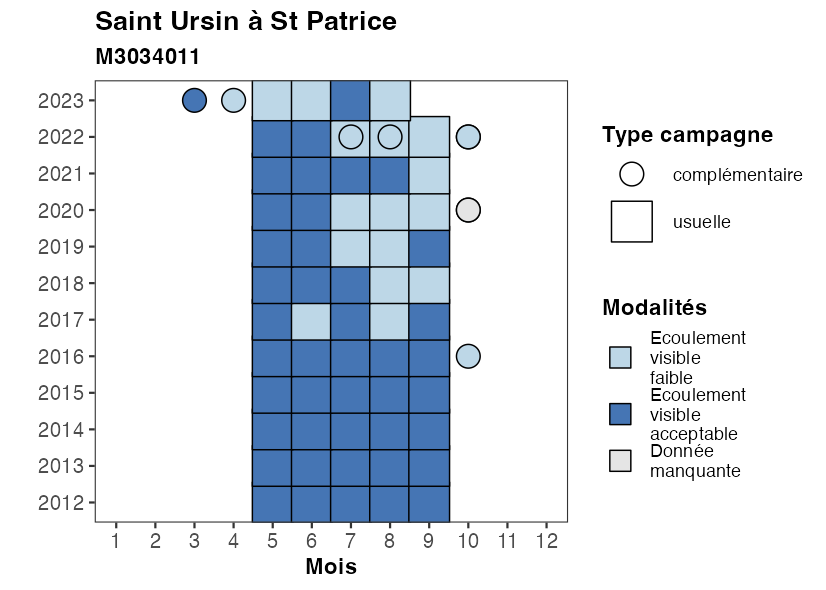 Saint Ursin à St Patrice
M3034011
2023
2022
2021
2020
2019
2018
2017
2016
2015
2014
2013
2012
1 2 3 4 5 6 7 8 9 10 11 12
Mois
Type campagne
complémentaire
usuelle
Modalités
Ecoulement
visible
faible
Ecoulement
visible
acceptable
Donnée
manquante